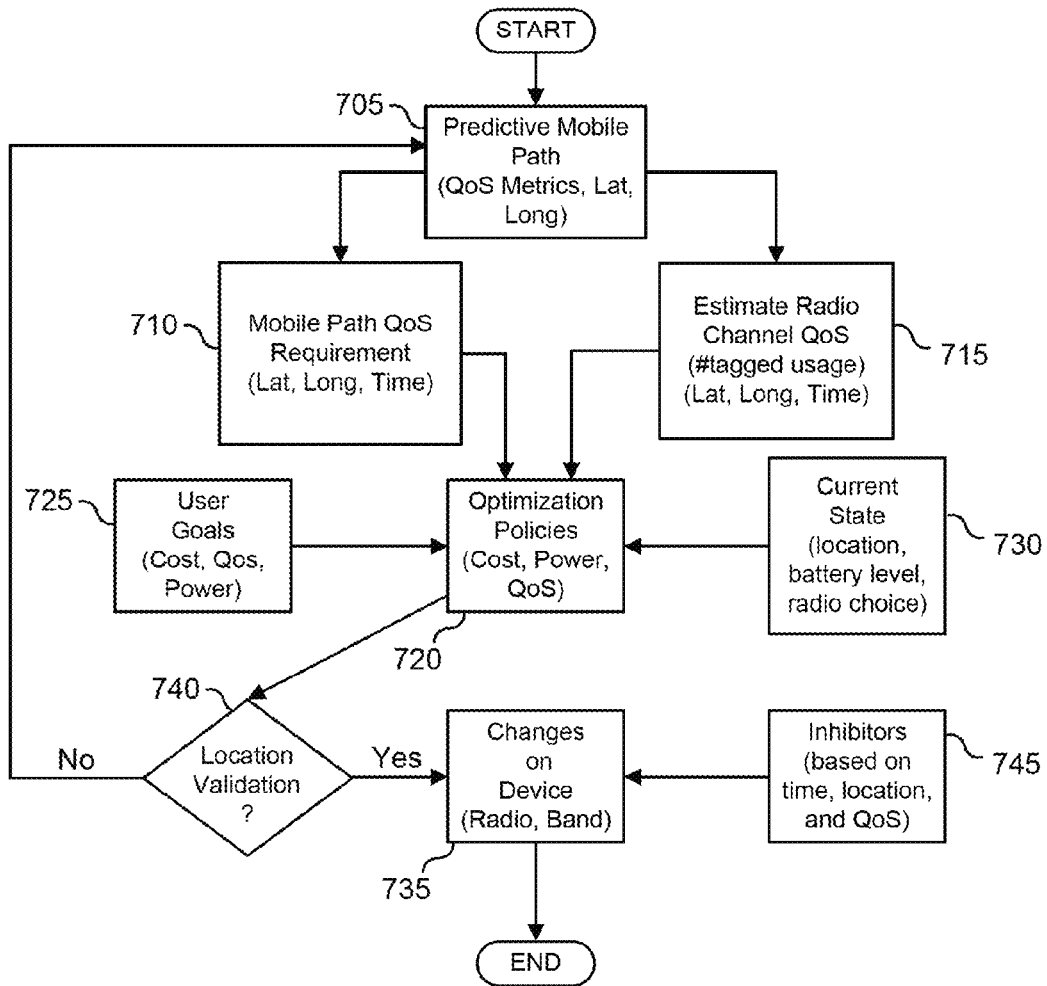 START
705
Predictive Mobile
Path
(QoS Metrics, Lat,
Long)
710
Mobile Path QoS
Requirement
(Lat, Long, Time)
Estimate Radio
Channel QoS
(#tagged usage)
(Lat, Long, Time)
715
725
User
Goals
(Cost, Qos,
Power)
Optimization
Policies
(Cost, Power,
QoS)
720
Current
State
(location,
battery level,
radio choice)
730
740
Location
Validation
?
No
Yes
Changes
on
Device
(Radio, Band)
735
Inhibitors
(based on
time, location,
and QoS)
745
END